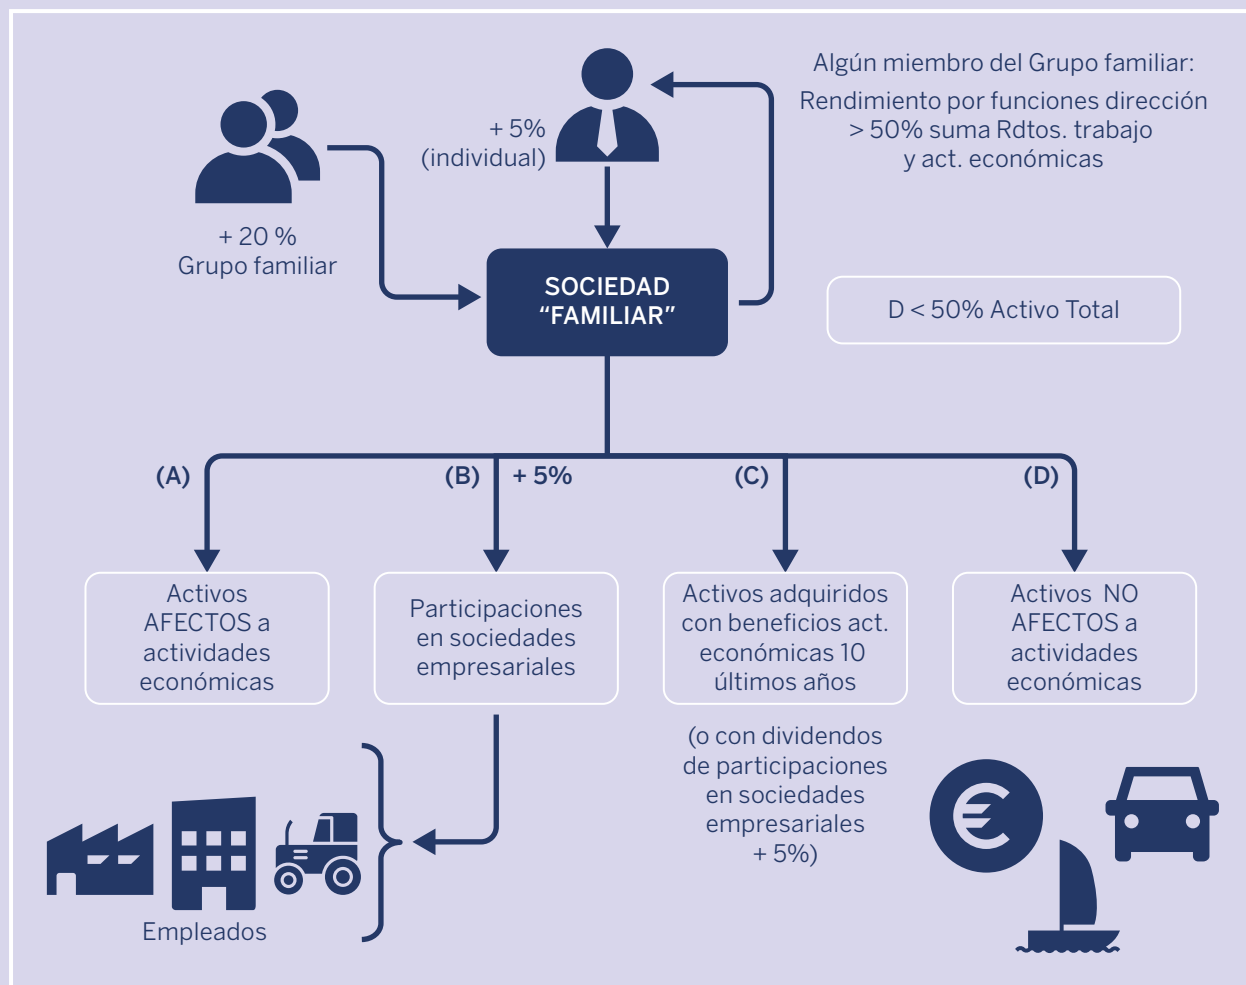 Algún miembro del Grupo familiar:
Rendimiento por funciones dirección
> 50% suma Rdtos. trabajo
y act. económicas
+ 5%
(individual)
+ 20 %
Grupo familiar
SOCIEDAD
“FAMILIAR”
D < 50% Activo Total
(A)
(B)
+ 5%
(C)
(D)
Activos
AFECTOS a
actividades
económicas
Participaciones
en sociedades
empresariales
Activos adquiridos
con beneficios act.
económicas 10
últimos años
Activos NO
AFECTOS a
actividades
económicas
(o con dividendos
de participaciones
en sociedades
empresariales
+ 5%)
Empleados